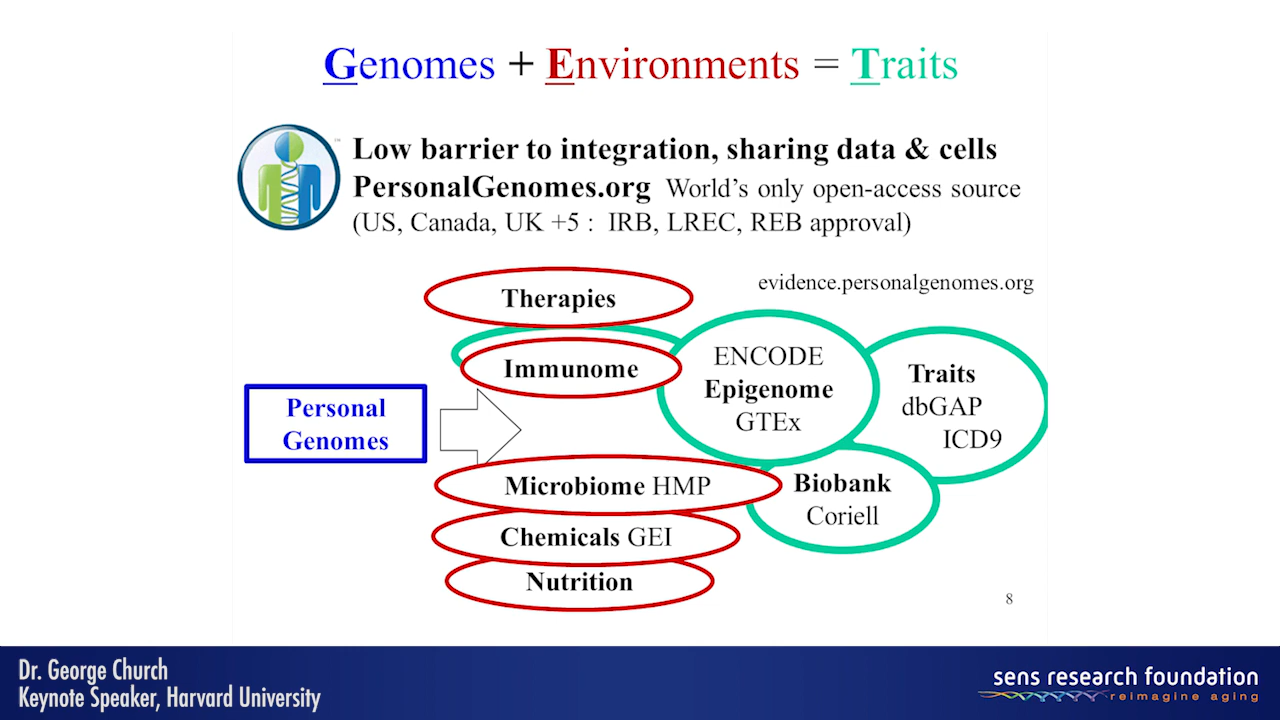 Genomes + Environments = Traits
Low barrier to integration, sharing data & cells
PersonalGenomes.org World's only open-access source
(US, Canada, UK +5 : IRB, LREC, REB approval)
evidence.personalgenomes.org
Therapies
Immunome
ENCODE
Epigenome
GTEx
Traits
dbGAP
ICD9
Personal
Genomes
Microbiome HMP
Biobank
Coriell
Chemicals GEI
Nutrition
8
Dr. George Church
Keynote Speaker, Harvard University
sens research foundation
reimagine aging